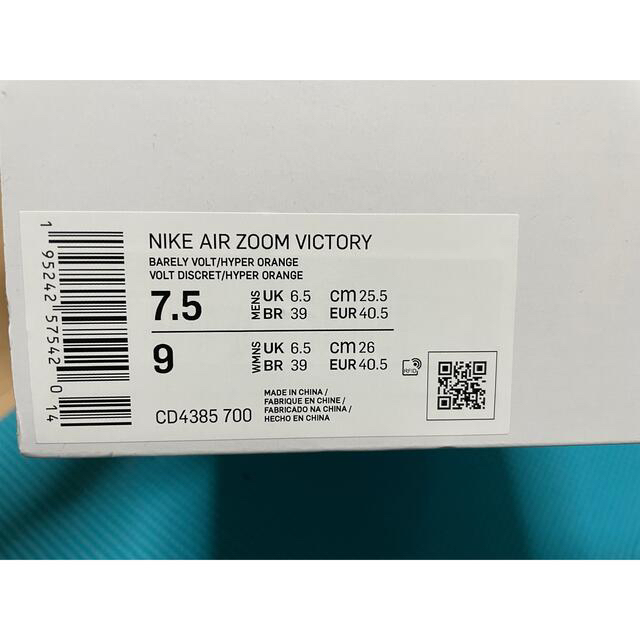 NIKE AIR ZOOM VICTORY
BARELY VOLT/HYPER ORANGE
VOLT DISCRET/HYPER ORANGE
7.5 MENS UK 6.5 cm 25.5
BR 39 EUR 40.5
9 WMNS UK 6.5 cm 26
BR 39 EUR 40.5
RFID
MADE IN CHINA /
FABRIQUE EN CHINE /
FABRICADO NA CHINA /
HECHO EN CHINA
CD4385 700
1 95242 57542 0 14